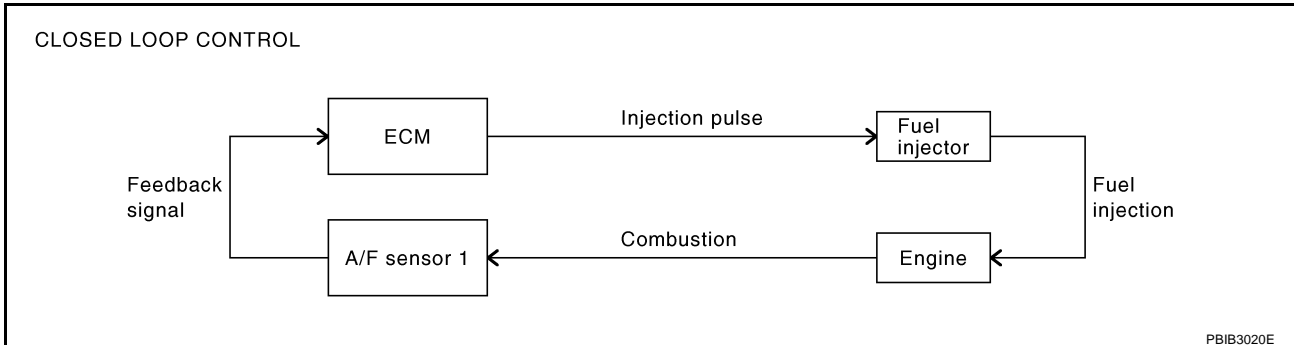 CLOSED LOOP CONTROL
ECM
Injection pulse
Fuel
injector
Feedback
signal
Fuel
injection
A/F sensor 1
Combustion
Engine
PBIB3020E